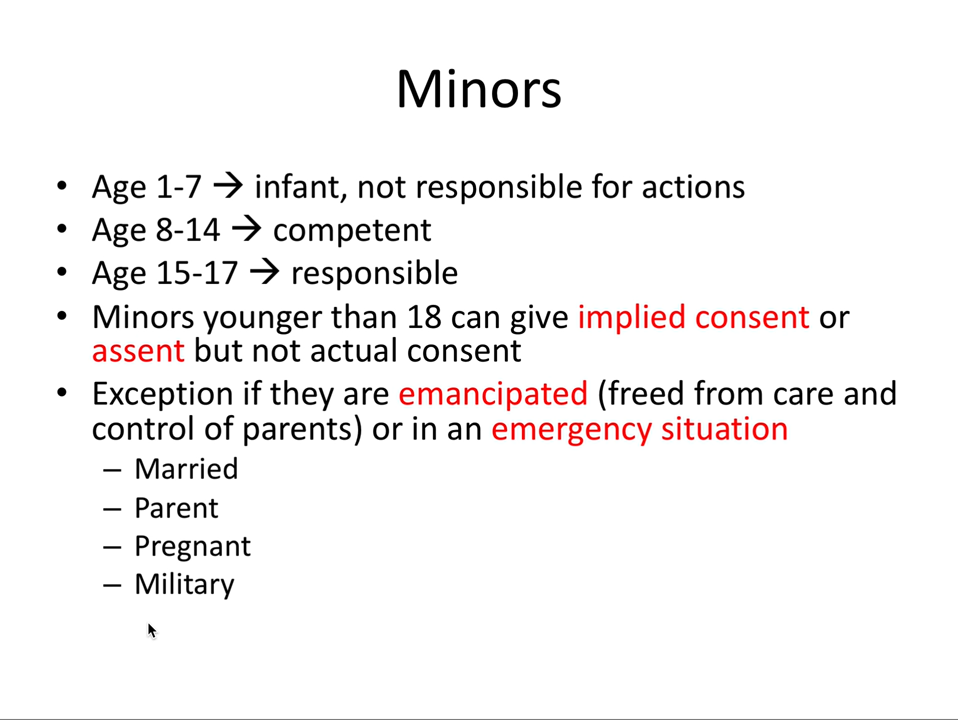 Minors
• Age 1-7 → infant, not responsible for actions
• Age 8-14 → competent
• Age 15-17 → responsible
• Minors younger than 18 can give implied consent or
assent but not actual consent
• Exception if they are emancipated (freed from care and
control of parents) or in an emergency situation
– Married
– Parent
– Pregnant
– Military